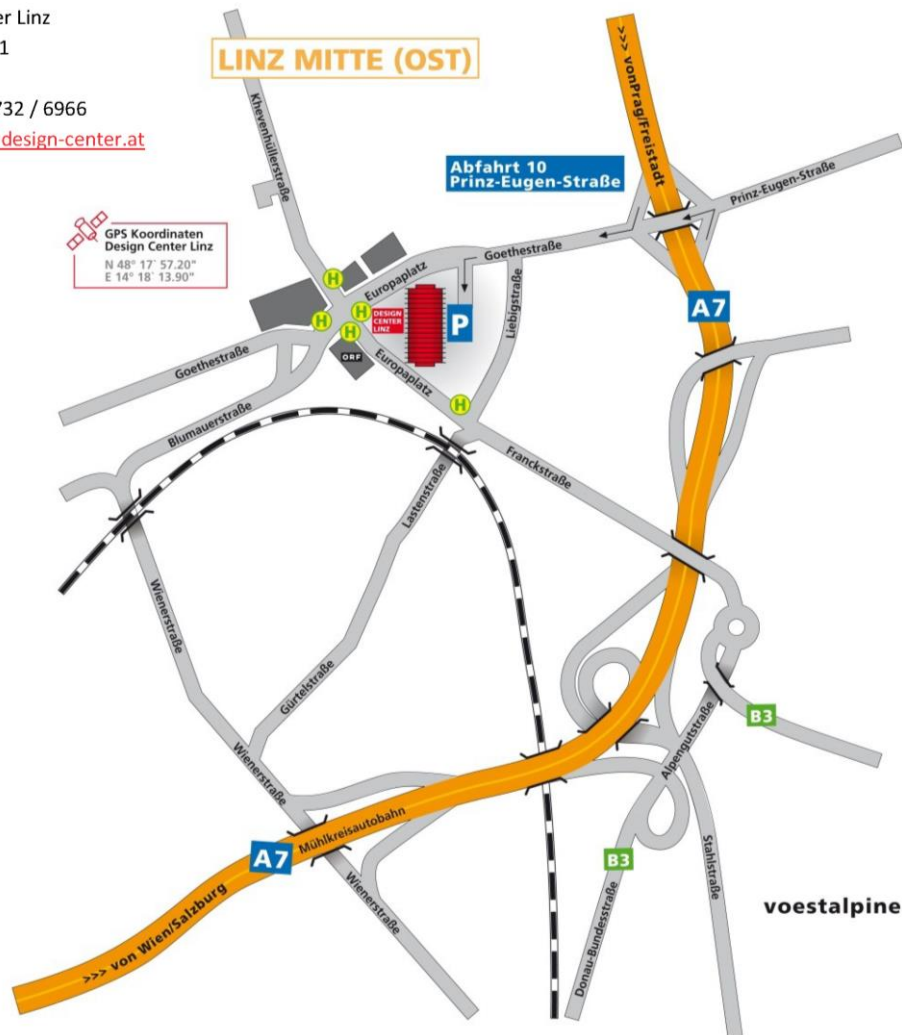 er Linz
1
732 / 6966
design-center.at
LINZ MITTE (OST)
>>> vonPrag/Freistadt
Khevenhüllerstraße
Abfahrt 10
Prinz-Eugen-Straße
Prinz-Eugen-Straße
GPS Koordinaten
Design Center Linz
N 48° 17´ 57.20"
E 14° 18´ 13.90"
Goethestraße
Europaplatz
H
H
H
H
DESIGN
CENTER
LINZ
P
Liebigstraße
A7
ORF
Goethestraße
Europaplatz
H
Blumauerstraße
Franckstraße
Lastenstraße
Wienerstraße
Gürtelstraße
B3
Alpengutstraße
Wienerstraße
Mühlkreisautobahn
A7
B3
Stahlstraße
Wienerstraße
voestalpine
>>> von Wien/Salzburg
Donau-Bundesstraße